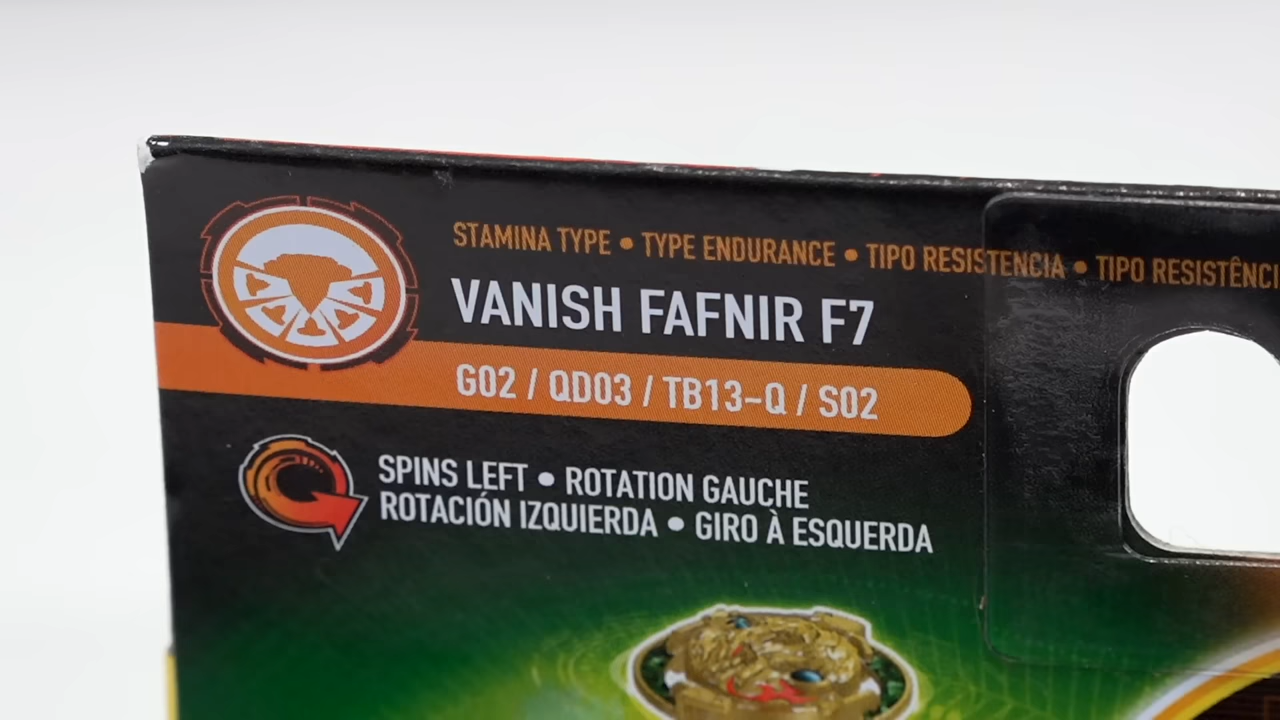 STAMINA TYPE • TYPE ENDURANCE • TIPO RESISTENCIA • TIPO
VANISH FAFNIR F7
G02 / QD03 / TB13-Q / S02
SPINS LEFT • ROTATION GAUCHE
ROTACIÓN IZQUIERDA • GIRO À ESQUERDA